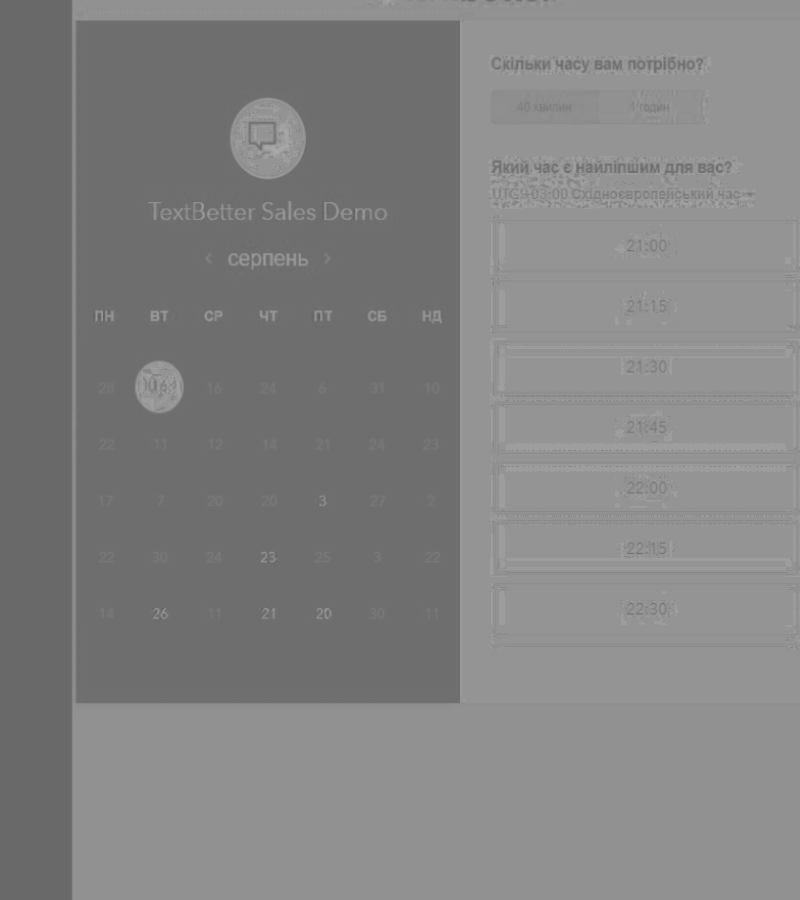 TextBetter Sales Demo
‹ серпень ›
ПН ВТ СР ЧТ ПТ СБ НД
28 16 24 6 31 10
22 11 12 14 21 24 23
17 7 20 20 3 27 2
22 30 24 23 25 3 22
14 26 11 21 20 30 11
Скільки часу вам потрібно?
40 хвилин 1 годин
Який час є найліпшим для вас?
UTC+03:00 Східноєвропейський час
21:00
21:15
21:30
21:45
22:00
22:15
22:30